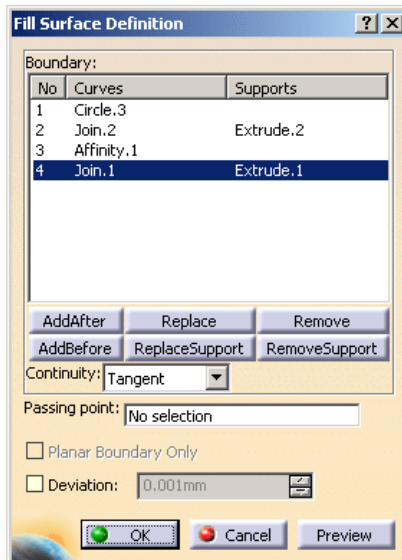 Fill Surface Definition
Boundary:
No Curves Supports
1 Circle.3
2 Join.2 Extrude.2
3 Affinity.1
4 Join.1 Extrude.1
AddAfter Replace Remove
AddBefore ReplaceSupport RemoveSupport
Continuity: Tangent
Passing point: No selection
Planar Boundary Only
Deviation: 0.001mm
OK Cancel Preview